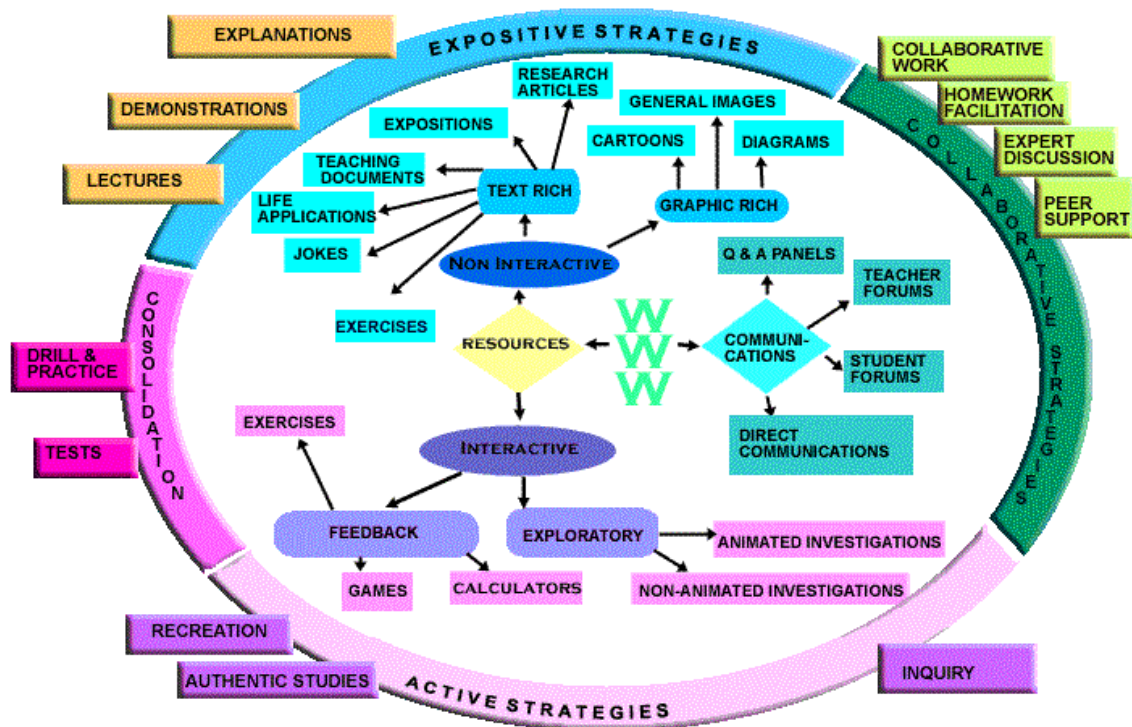 EXPLANATIONS
EXPOSITIVE STRATEGIES
COLLABORATIVE
WORK
HOMEWORK
FACILITATION
EXPERT
DISCUSSION
PEER
SUPPORT
COLLABORATIVE STRATEGIES
DEMONSTRATIONS
LECTURES
RESEARCH
ARTICLES
EXPOSITIONS
TEACHING
DOCUMENTS
LIFE
APPLICATIONS
JOKES
EXERCISES
TEXT RICH
GENERAL IMAGES
CARTOONS
DIAGRAMS
GRAPHIC RICH
NON INTERACTIVE
RESOURCES
W
W
W
COMMUNI-
CATIONS
Q & A PANELS
TEACHER
FORUMS
STUDENT
FORUMS
DIRECT
COMMUNICATIONS
CONSOLIDATION
DRILL &
PRACTICE
TESTS
EXERCISES
INTERACTIVE
FEEDBACK
EXPLORATORY
ANIMATED INVESTIGATIONS
GAMES
CALCULATORS
NON-ANIMATED INVESTIGATIONS
RECREATION
AUTHENTIC STUDIES
ACTIVE STRATEGIES
INQUIRY